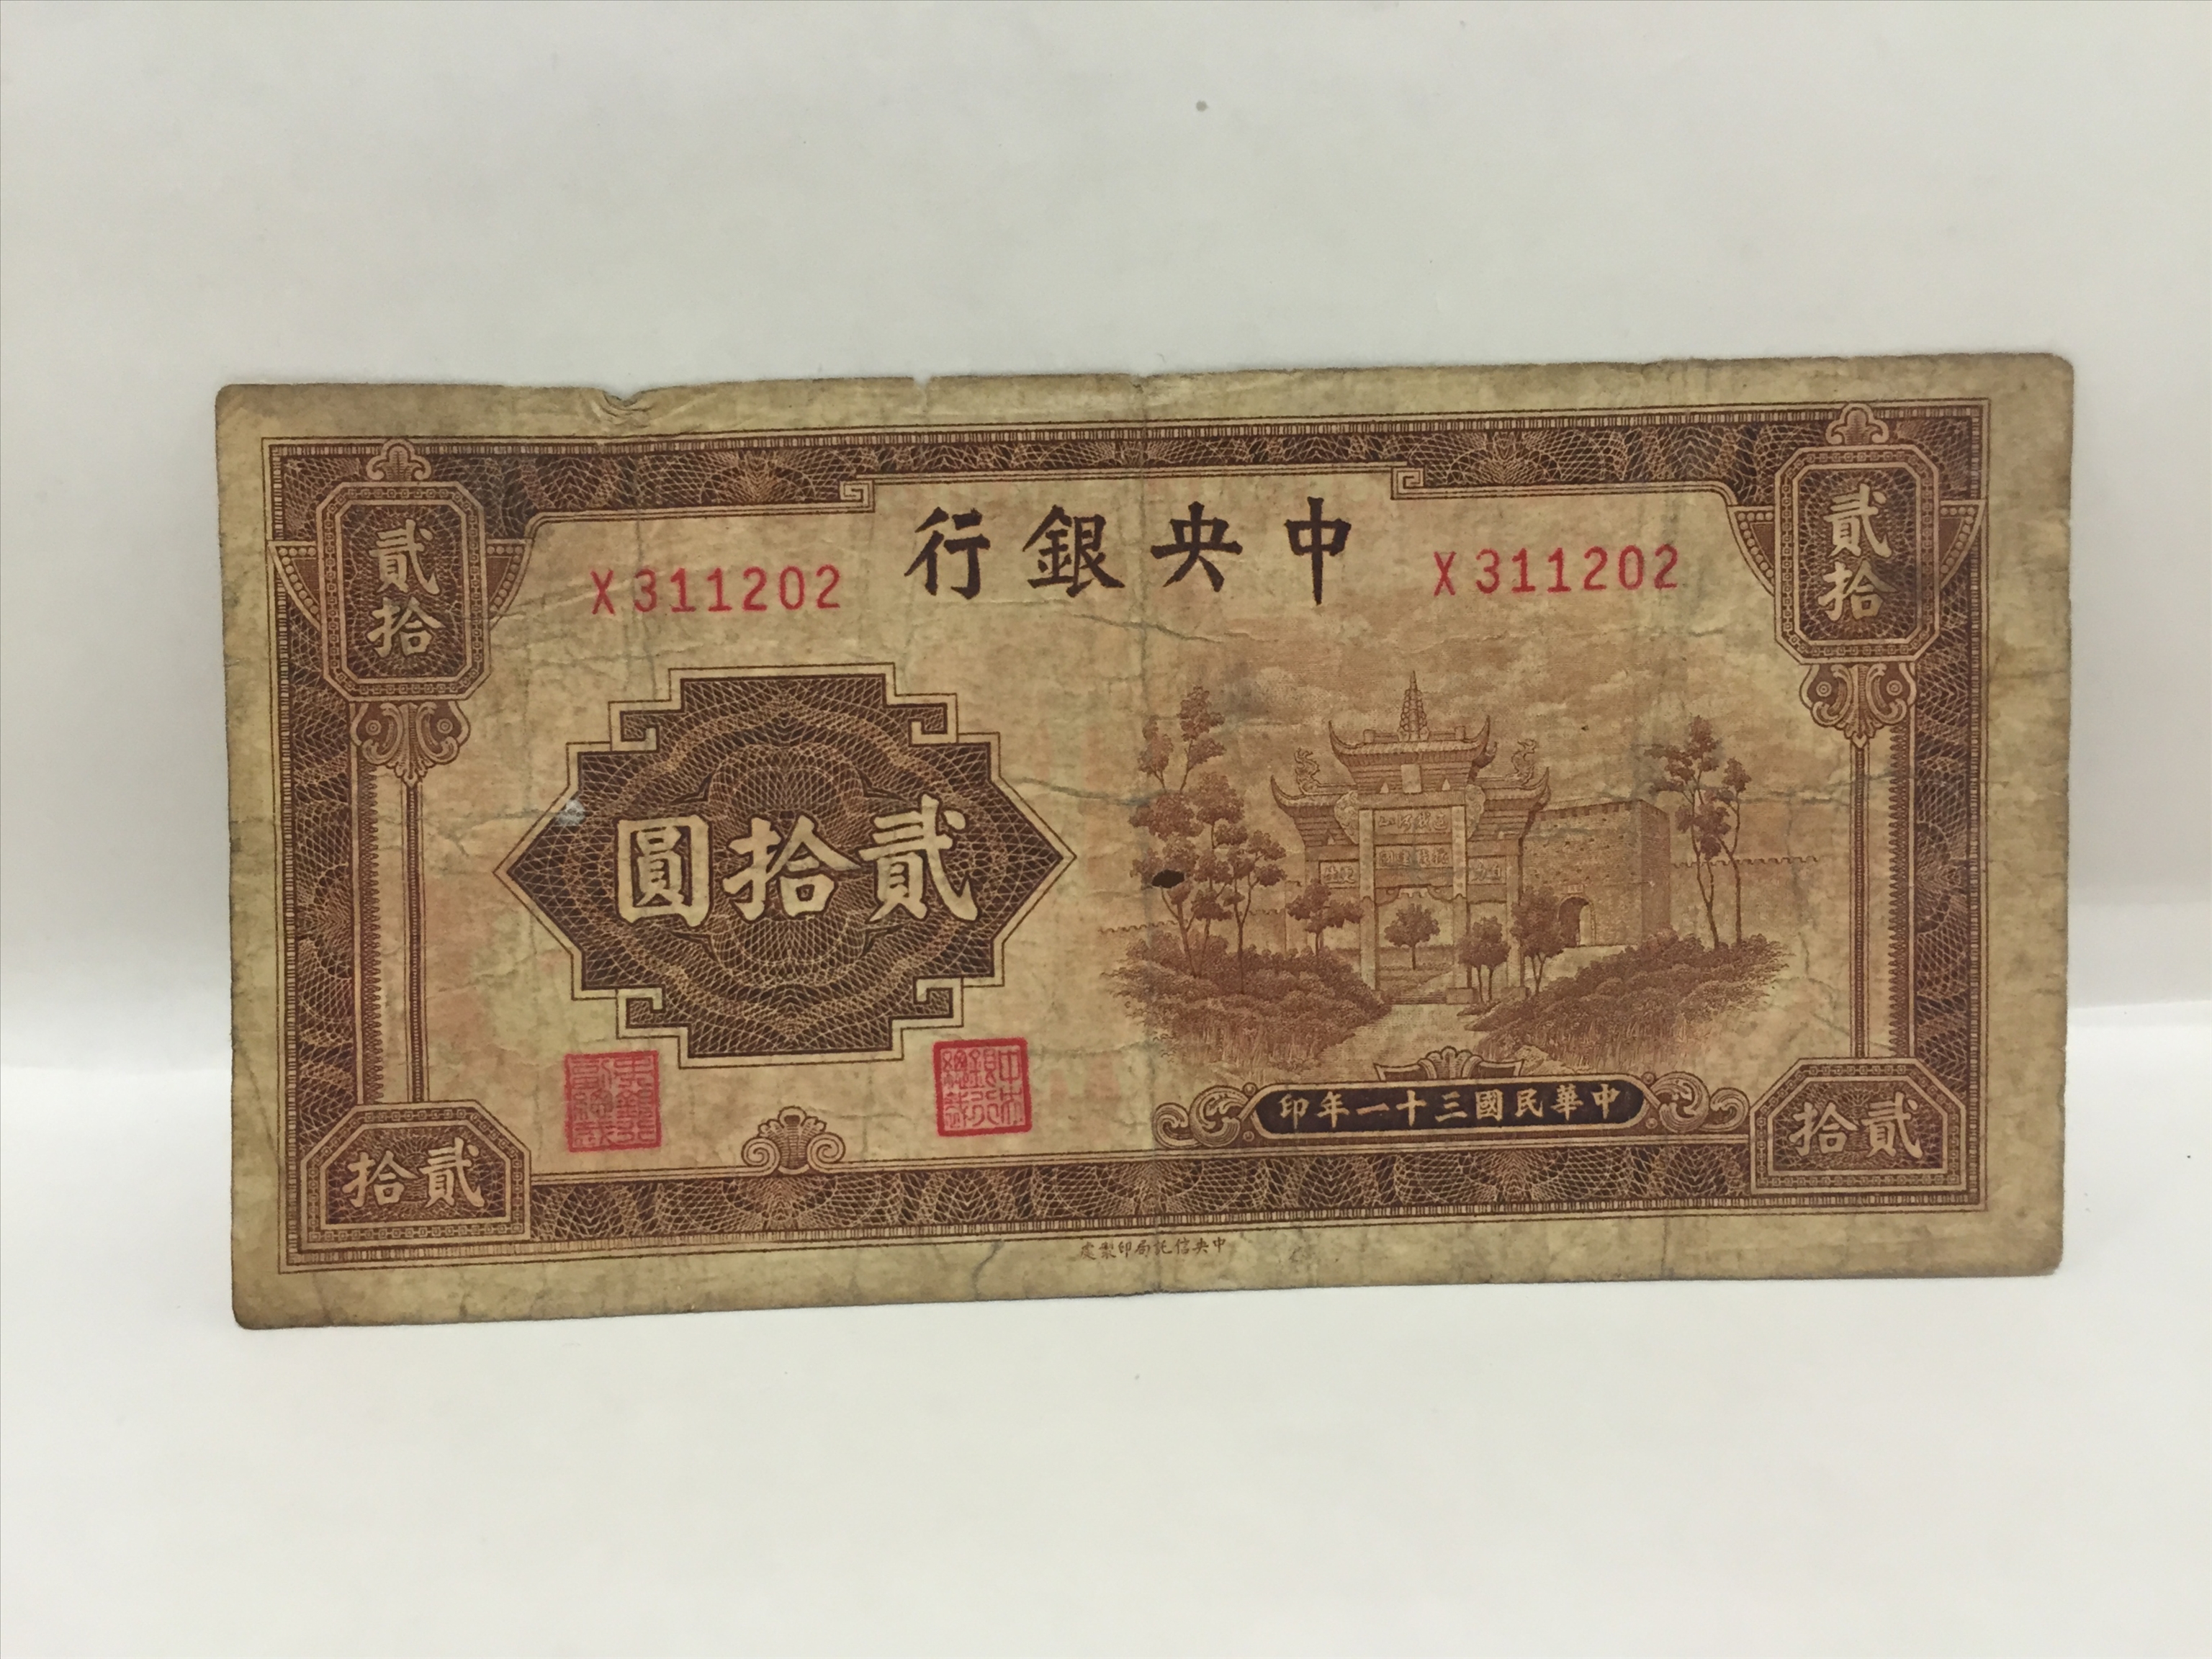 中央銀行
X311202
X311202
貳拾
貳拾
貳拾圓
中華民國三十一年印
貳拾
貳拾
中央信託局印製處